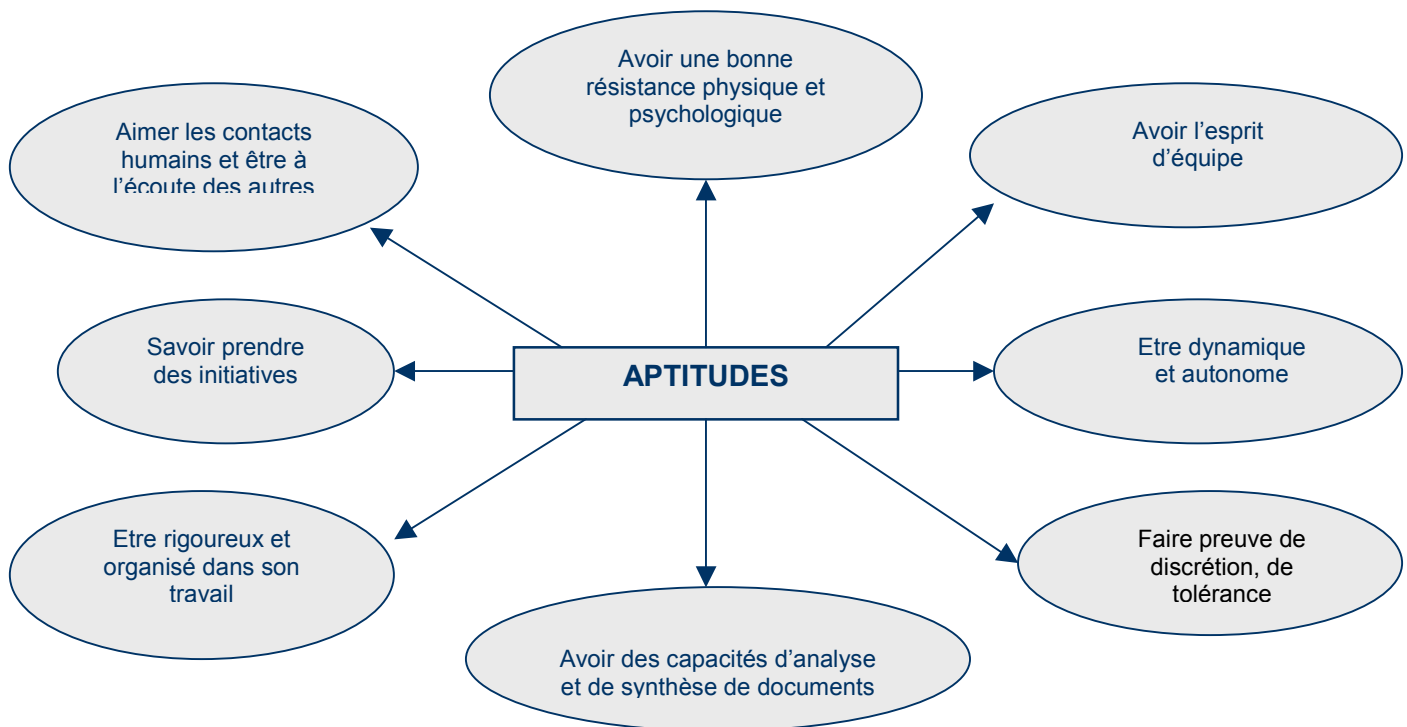 Avoir une bonne
résistance physique et
psychologique
Aimer les contacts
humains et être à
l’écoute des autres
Avoir l’esprit
d’équipe
Savoir prendre
des initiatives
APTITUDES
Etre dynamique
et autonome
Etre rigoureux et
organisé dans son
travail
Faire preuve de
discrétion, de
tolérance
Avoir des capacités d’analyse
et de synthèse de documents